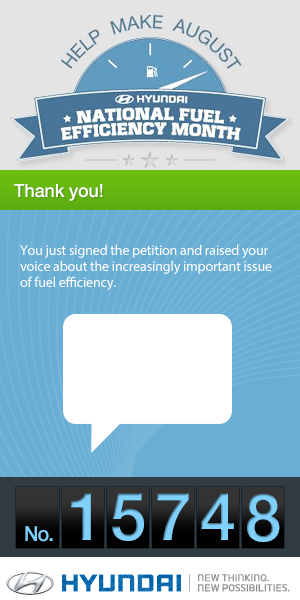 HELP MAKE AUGUST
HYUNDAI
NATIONAL FUEL
EFFICIENCY MONTH
Thank you!
You just signed the petition and raised your
voice about the increasingly important issue
of fuel efficiency.
No. 15748
HYUNDAI
NEW THINKING.
NEW POSSIBILITIES.